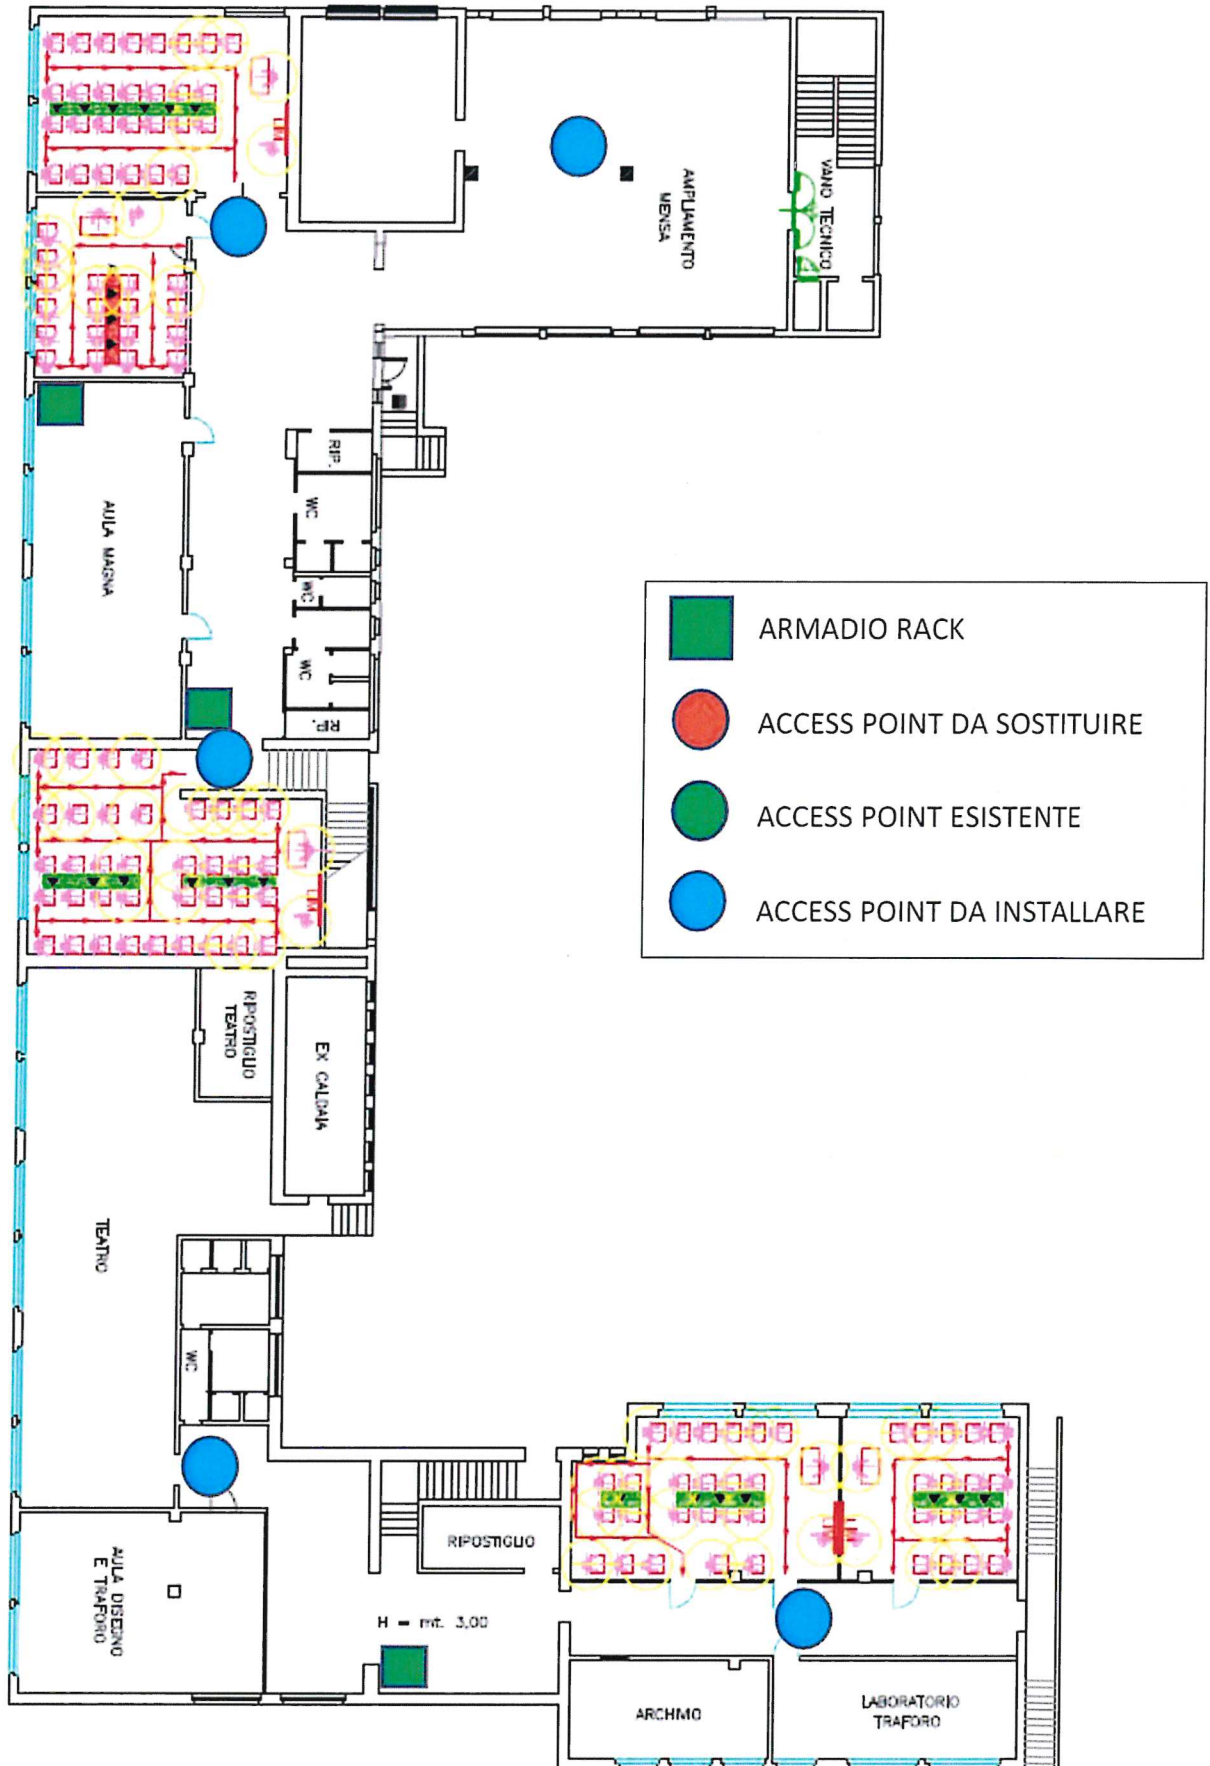 LIM
VANO TECNICO
AMPLIAMENTO
MENSA
RIP.
WC
AULA MAGNA
WC
WC
RIP.
ARMADIO RACK
ACCESS POINT DA SOSTITUIRE
ACCESS POINT ESISTENTE
ACCESS POINT DA INSTALLARE
LIM
RIPOSTIGLIO
TEATRO
EX CALDAIA
TEATRO
WC
RIPOSTIGLIO
AULA DISEGNO
E TRAFORO
H = mt. 3,00
ARCHIVIO
LABORATORIO
TRAFORO